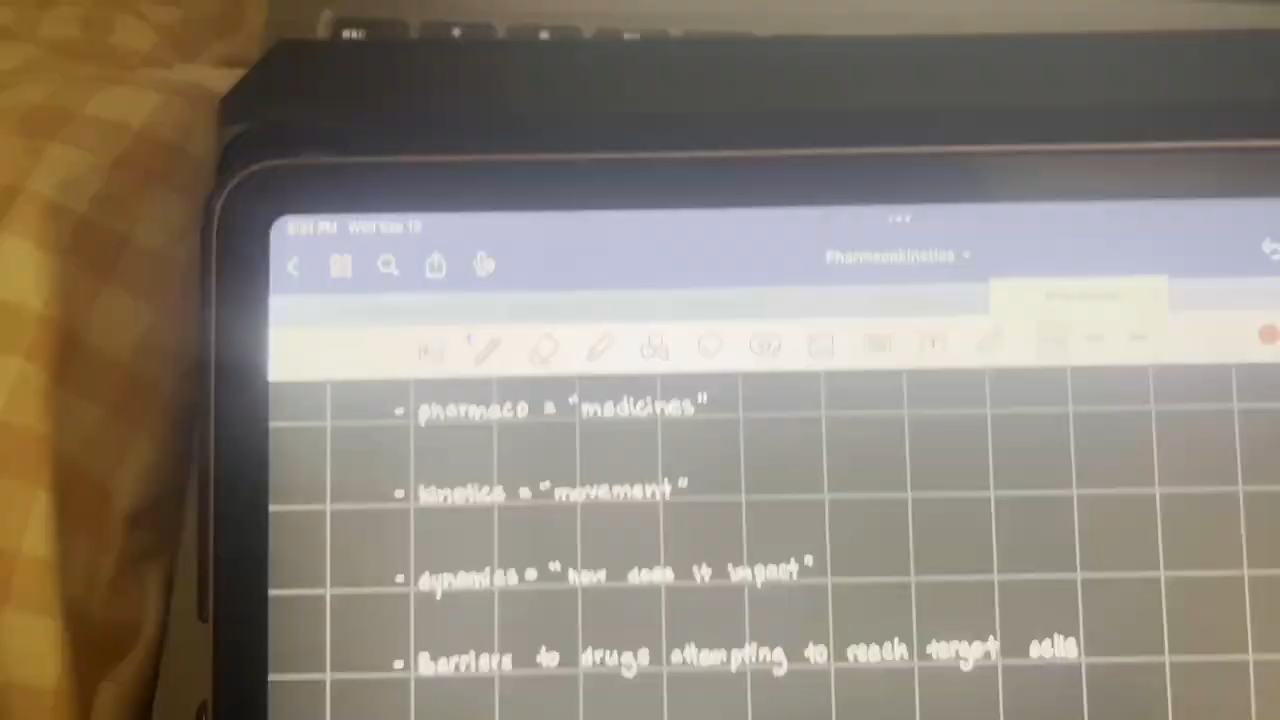 Pharmacokinetics
- pharmaco = "medicines"
- kinetics = "movement"
- dynamics = "how does it impact"
- Barriers to drugs attempting to reach target cells